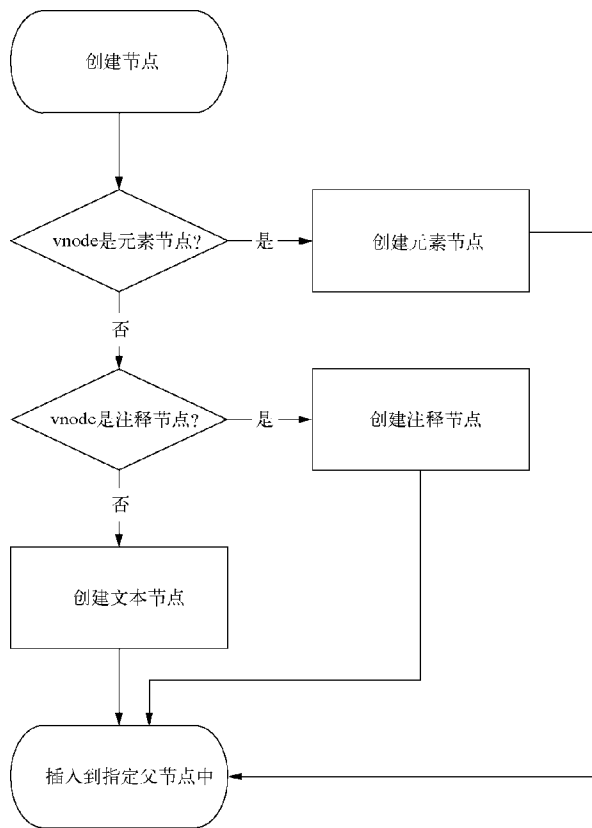 创建节点
vnode是元素节点?
是
创建元素节点
否
vnode是注释节点?
是
创建注释节点
否
创建文本节点
插入到指定父节点中